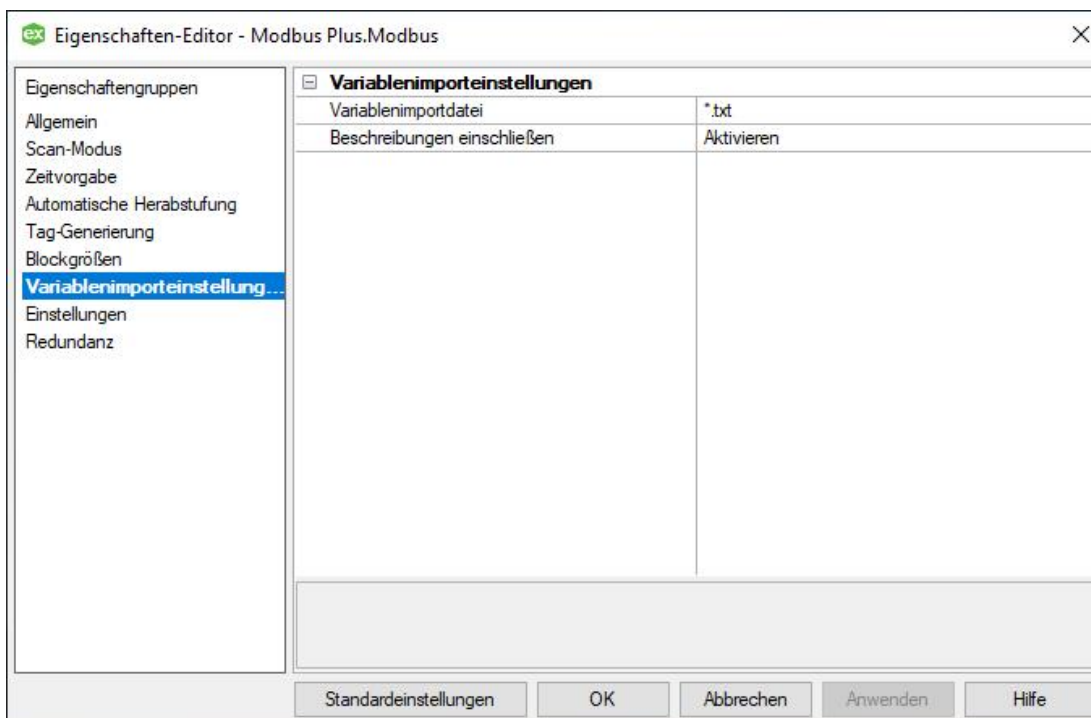 Eigenschaften-Editor - Modbus Plus.Modbus
Eigenschaftengruppen
Allgemein
Scan-Modus
Zeitvorgabe
Automatische Herabstufung
Tag-Generierung
Blockgrößen
Variablenimporteinstellung...
Einstellungen
Redundanz
Variablenimporteinstellungen
Variablenimportdatei *.txt
Beschreibungen einschließen Aktivieren
Standardeinstellungen OK Abbrechen Anwenden Hilfe